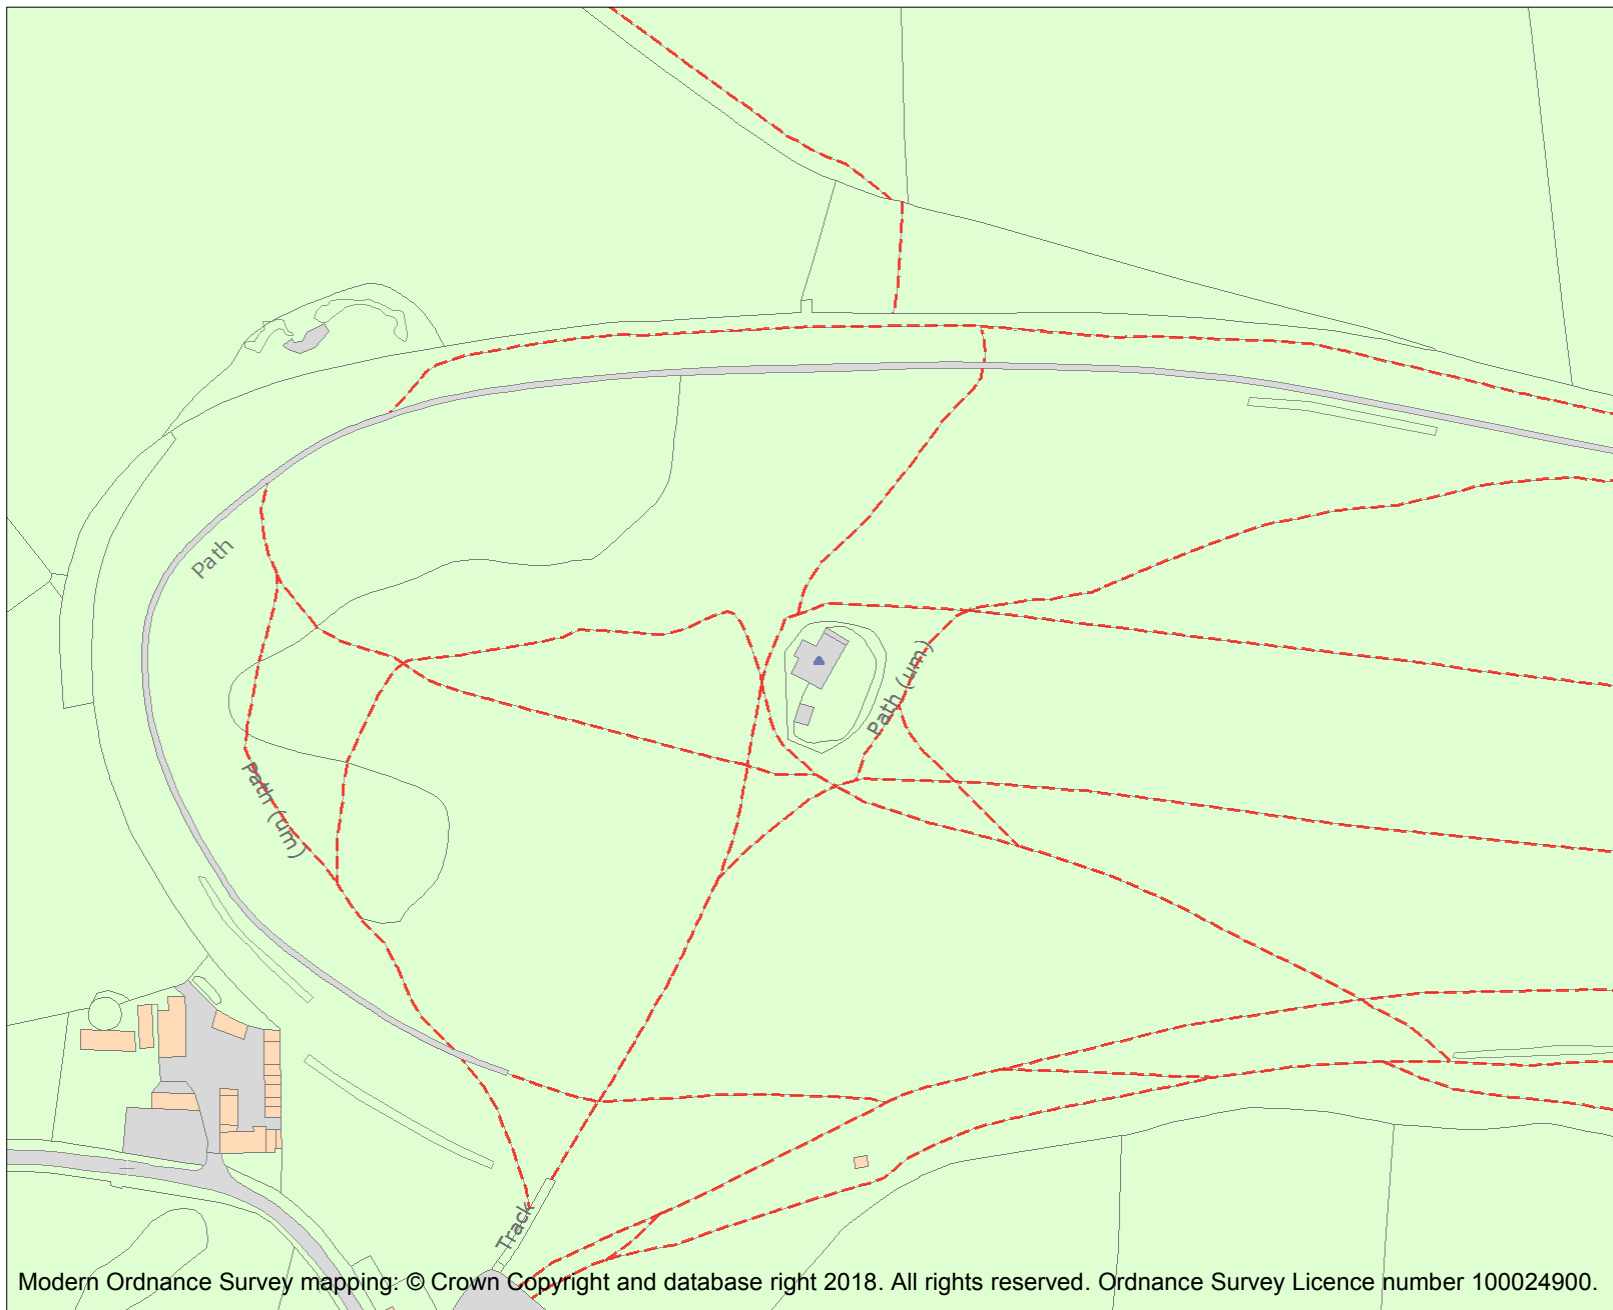 Path
Path (um)
Path (um)
Track
Modern Ordnance Survey mapping: © Crown Copyright and database right 2018. All rights reserved. Ordnance Survey Licence number 100024900.